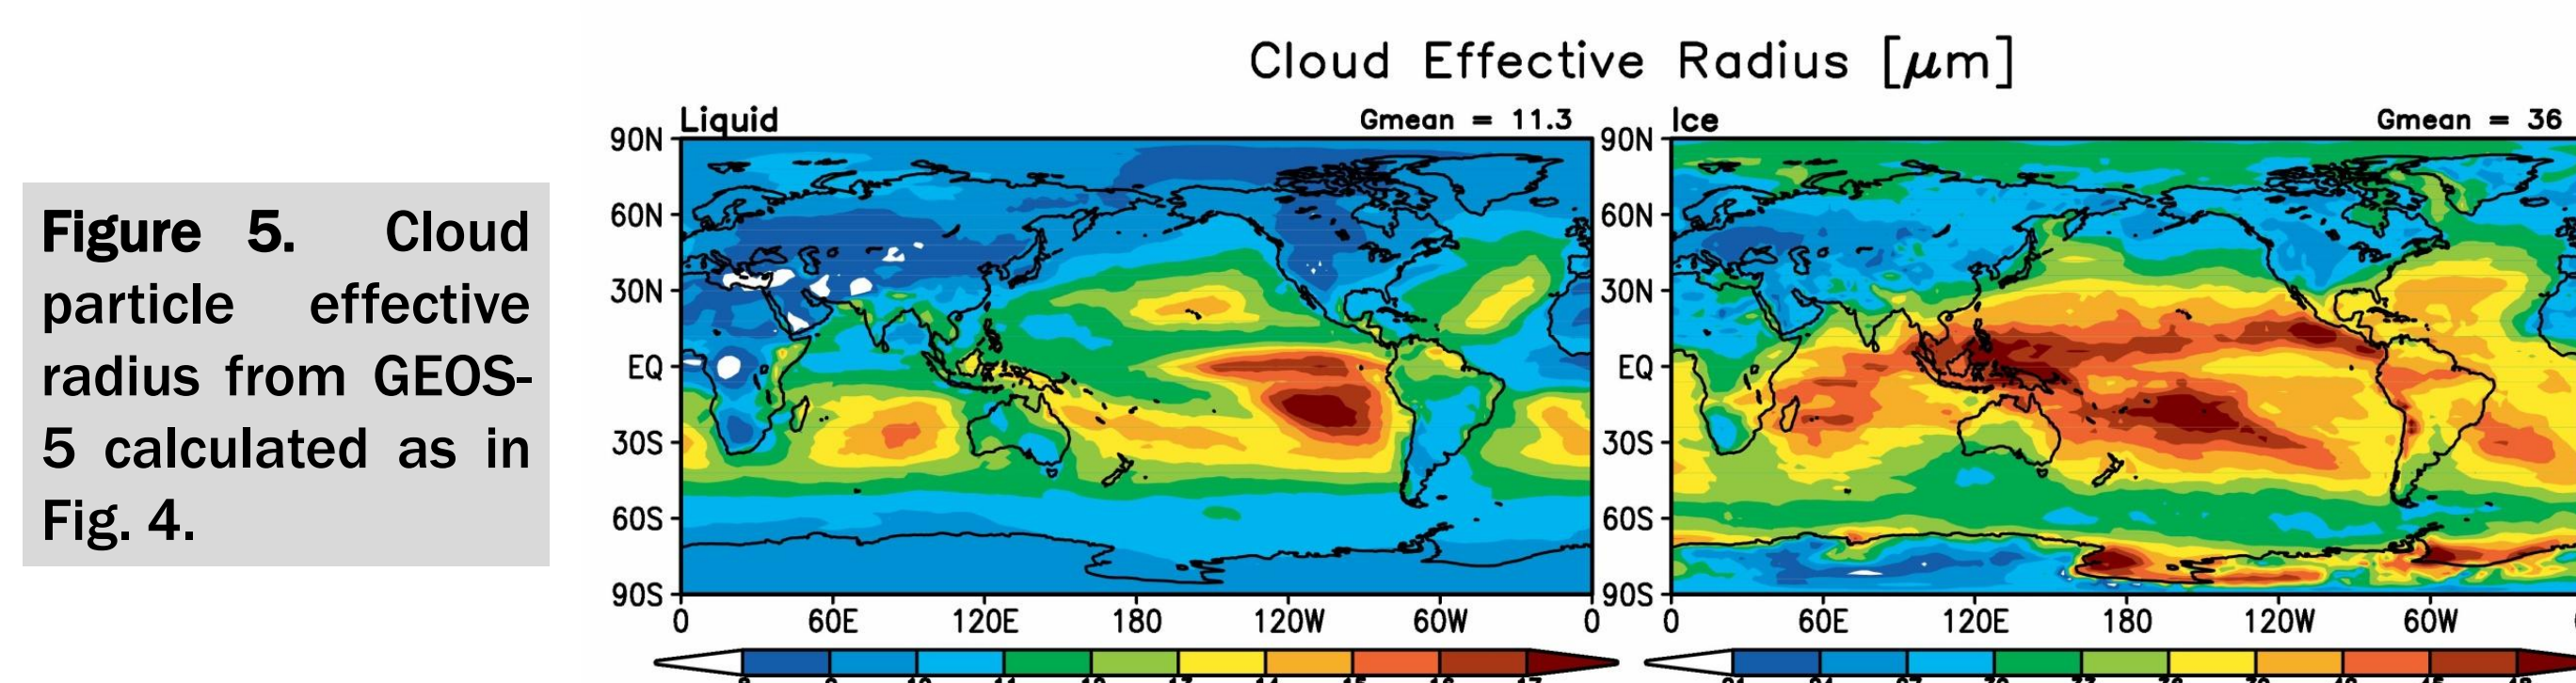 Figure 5. Cloud
particle effective
radius from GEOS-
5 calculated as in
Fig. 4.
Cloud Effective Radius [μm]
Liquid
Gmean = 11.3
90N
60N
30N
EQ
30S
60S
90S
0 60E 120E 180 120W 60W 0
Ice
Gmean = 36
90N
60N
30N
EQ
30S
60S
90S
0 60E 120E 180 120W 60W